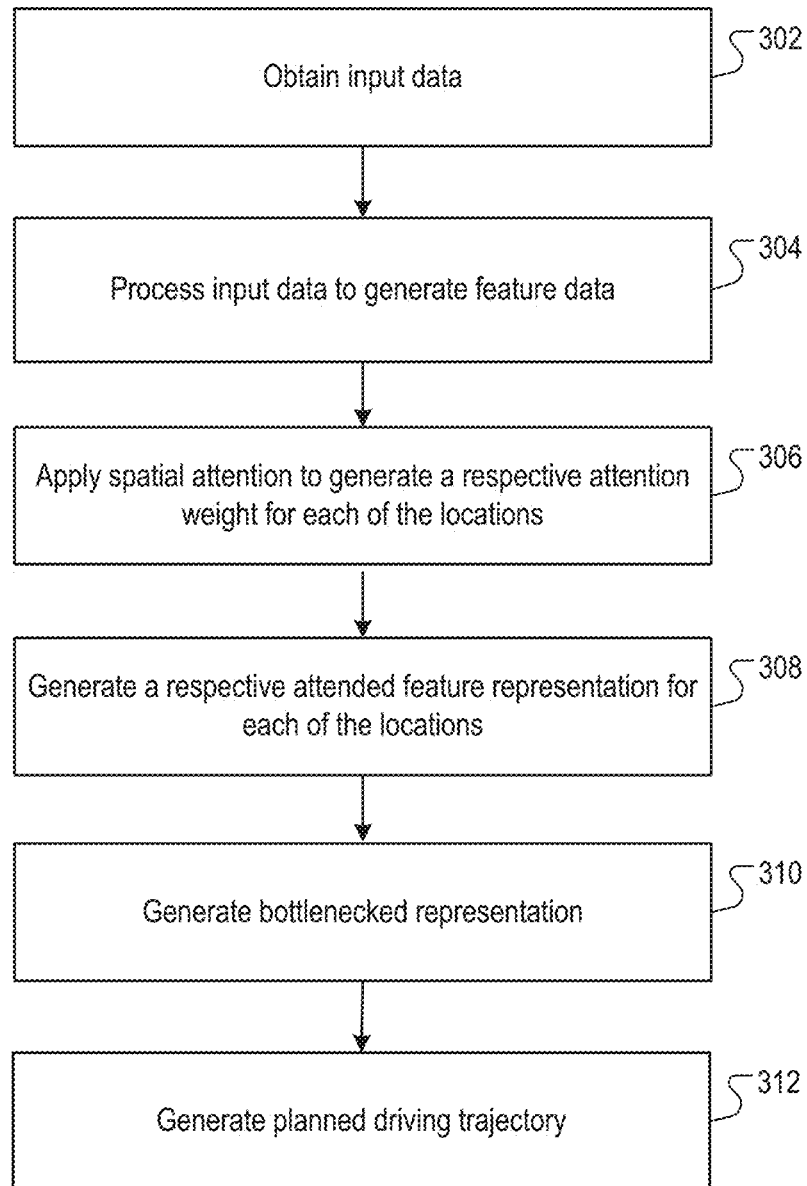 302
Obtain input data
304
Process input data to generate feature data
306
Apply spatial attention to generate a respective attention
weight for each of the locations
308
Generate a respective attended feature representation for
each of the locations
310
Generate bottlenecked representation
312
Generate planned driving trajectory